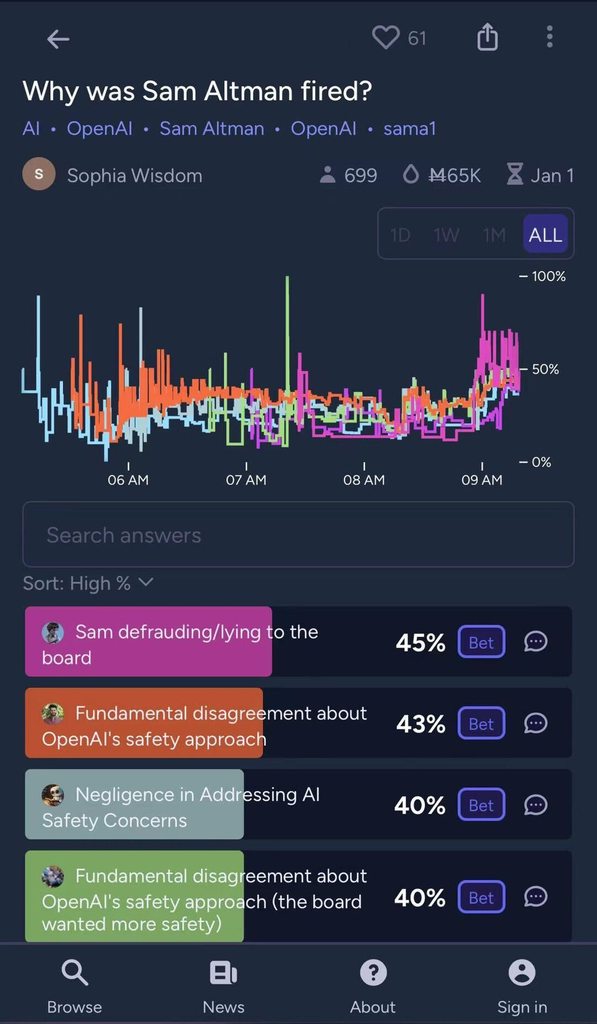 61
Why was Sam Altman fired?
AI • OpenAI • Sam Altman • OpenAI • sama1
S Sophia Wisdom 699 M65K Jan 1
1D 1W 1M ALL
100%
50%
0%
06 AM 07 AM 08 AM 09 AM
Search answers
Sort: High %
Sam defrauding/lying to the
board
45% Bet
Fundamental disagreement about
OpenAI's safety approach
43% Bet
Negligence in Addressing AI
Safety Concerns
40% Bet
Fundamental disagreement about
OpenAI's safety approach (the board
wanted more safety)
40% Bet
Browse News About Sign in